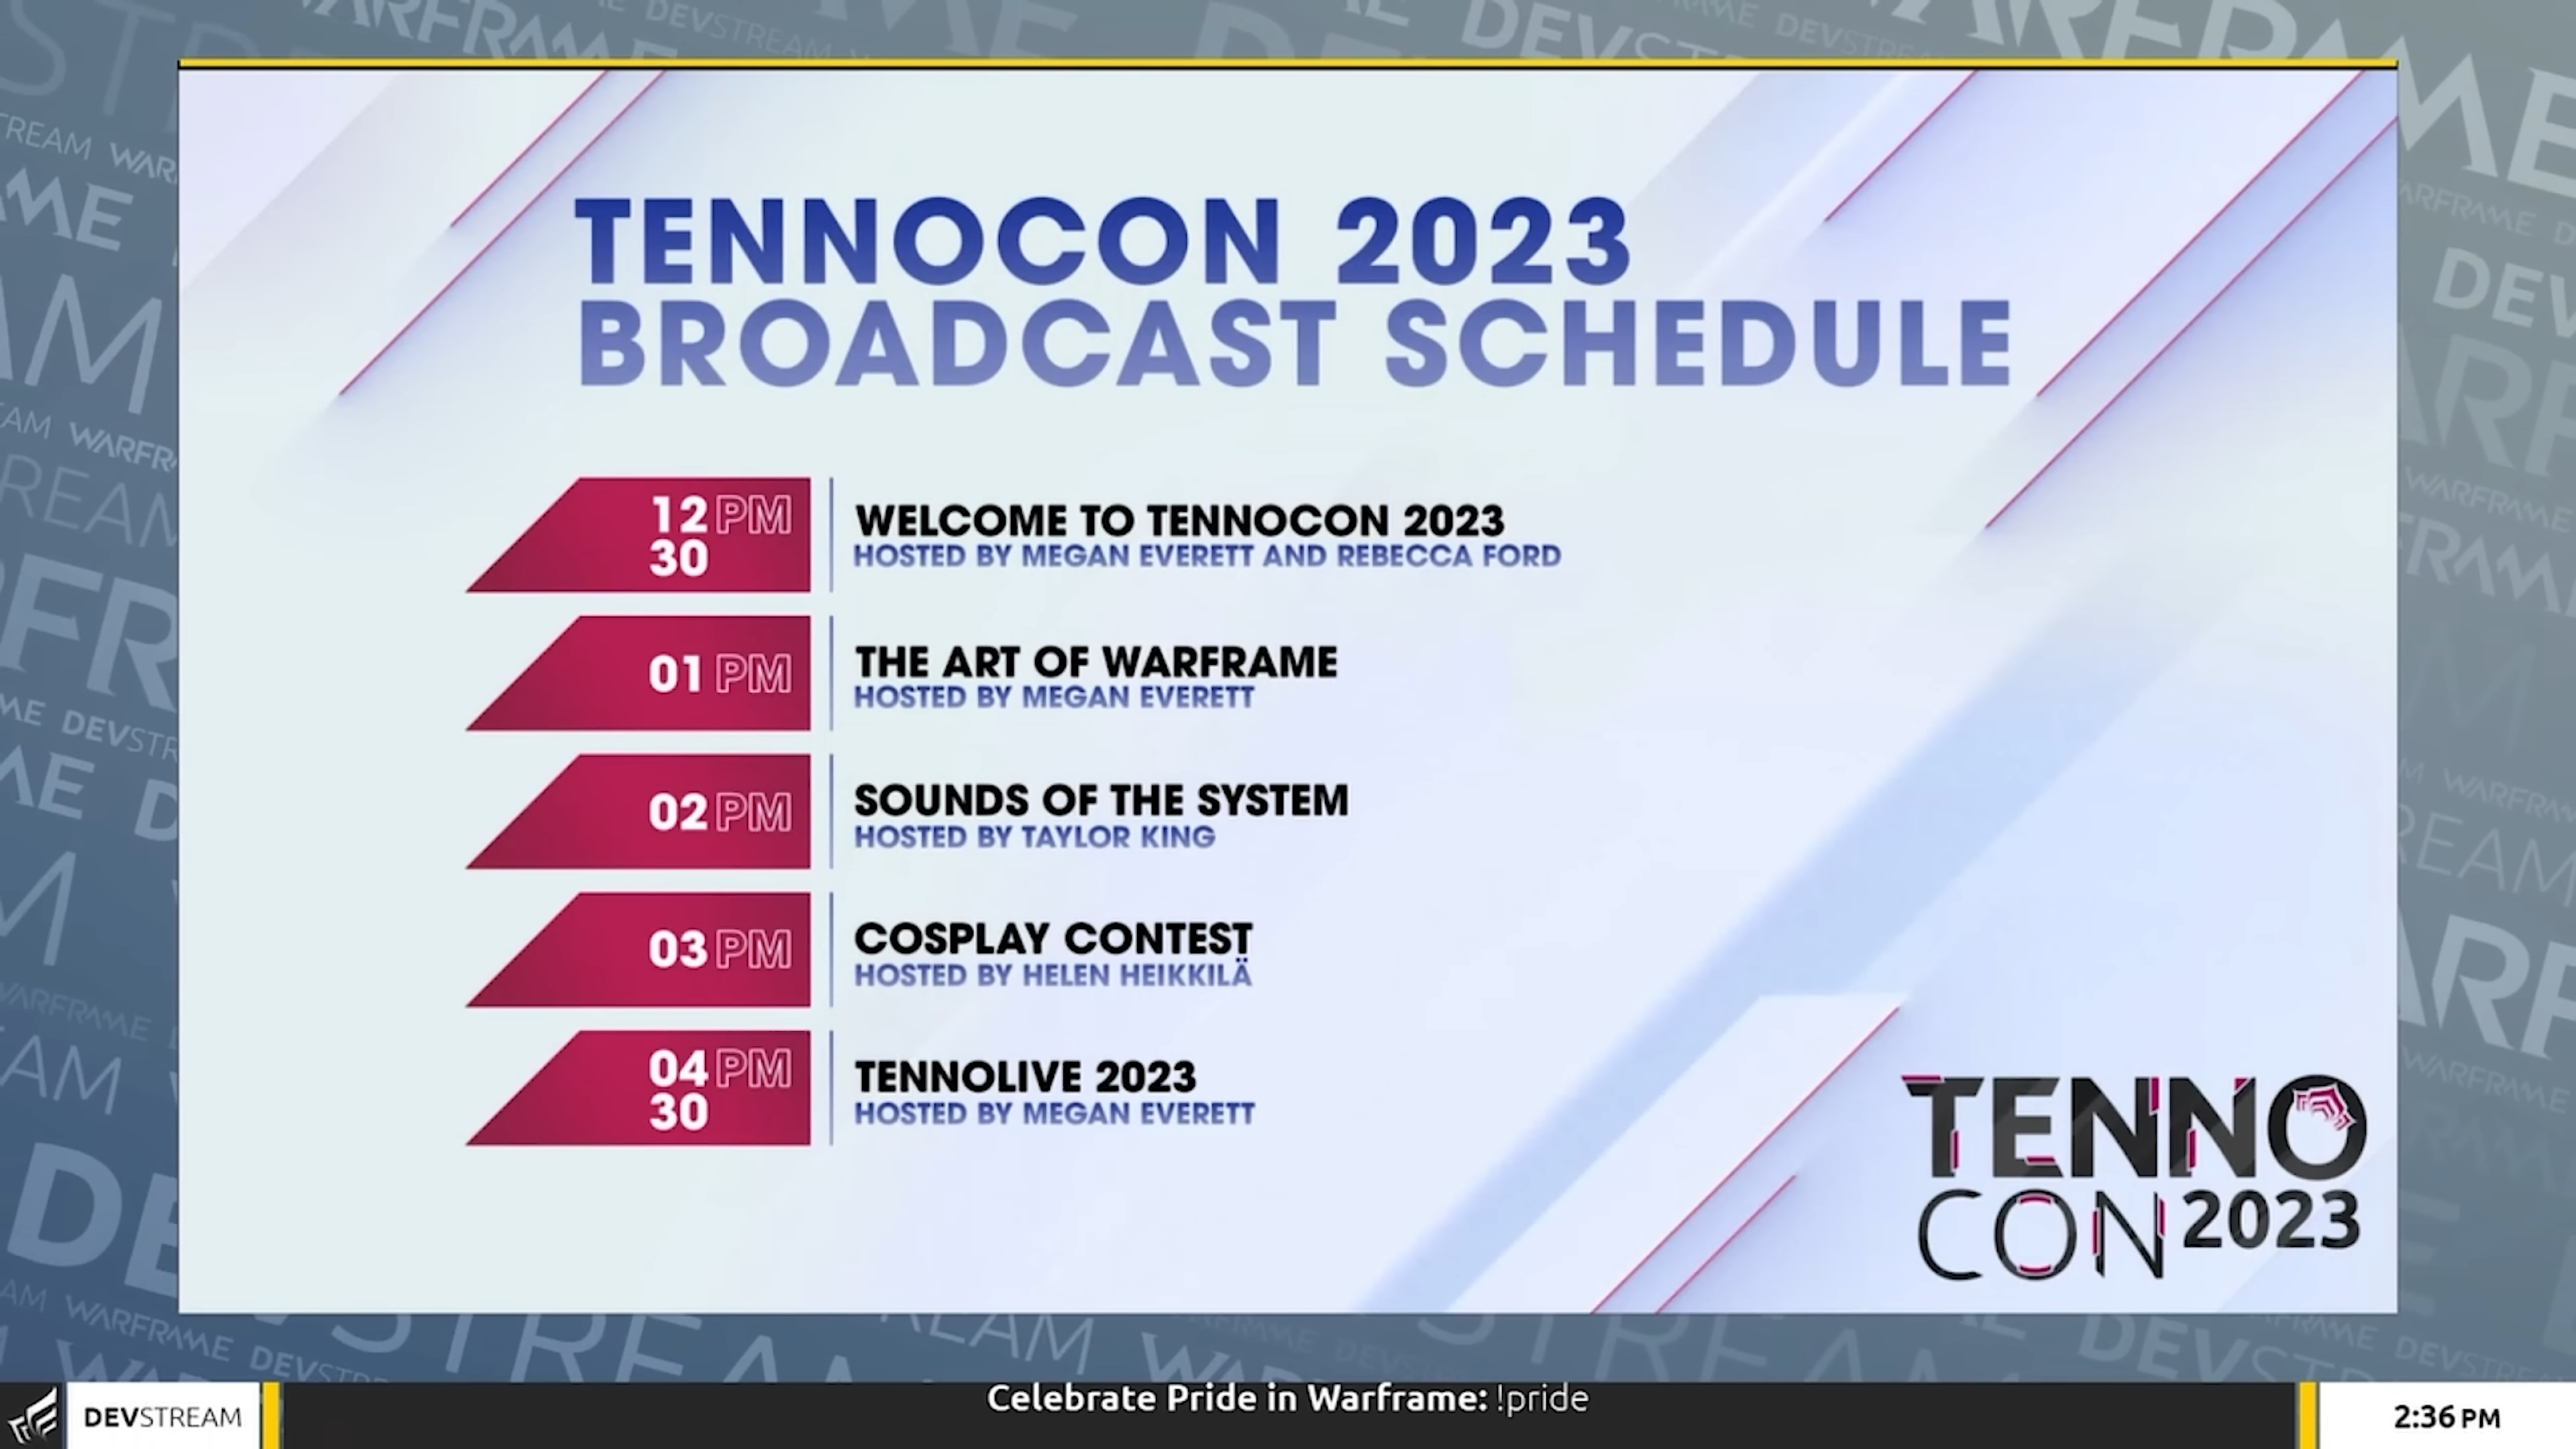 TENNOCON 2023
BROADCAST SCHEDULE
12 PM
30
WELCOME TO TENNOCON 2023
HOSTED BY MEGAN EVERETT AND REBECCA FORD
01 PM
THE ART OF WARFRAME
HOSTED BY MEGAN EVERETT
02 PM
SOUNDS OF THE SYSTEM
HOSTED BY TAYLOR KING
03 PM
COSPLAY CONTEST
HOSTED BY HELEN HEIKKILÄ
04 PM
30
TENNOLIVE 2023
HOSTED BY MEGAN EVERETT
TENNO
CON 2023
Celebrate Pride in Warframe: !pride
DEVSTREAM
2:36 PM